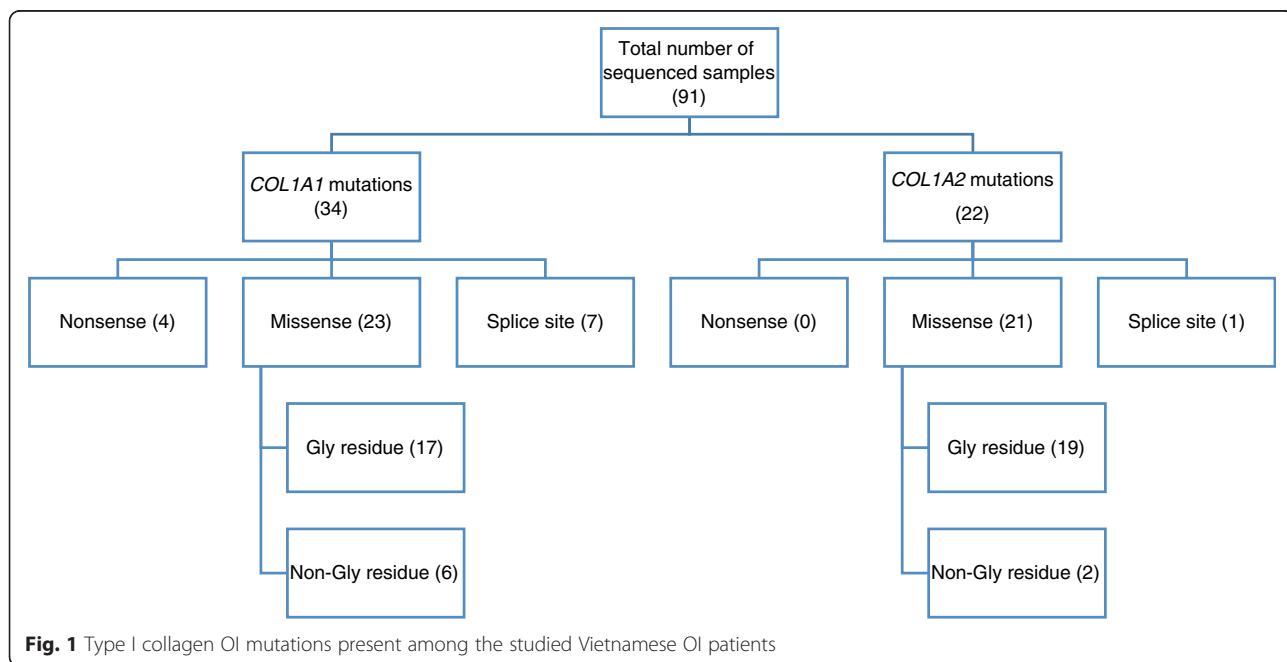 Total number of
sequenced samples
(91)
COL1A1 mutations
(34)
COL1A2 mutations
(22)
Nonsense (4)
Missense (23)
Splice site (7)
Nonsense (0)
Missense (21)
Splice site (1)
Gly residue (17)
Gly residue (19)
Non-Gly residue (6)
Non-Gly residue (2)
Fig. 1 Type I collagen OI mutations present among the studied Vietnamese OI patients